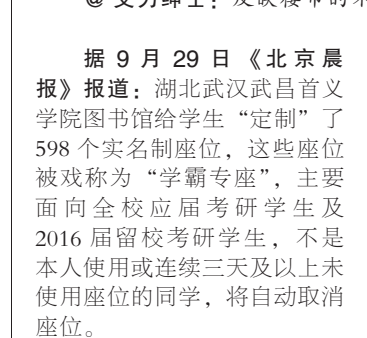 据 9 月 29 日《北京晨
报》报道：湖北武汉武昌首义
学院图书馆给学生“定制”了
598 个实名制座位，这些座位
被戏称为“学霸专座”，主要
面向全校应届考研学生及
2016 届留校考研学生，不是
本人使用或连续三天及以上未
使用座位的同学，将自动取消
座位。